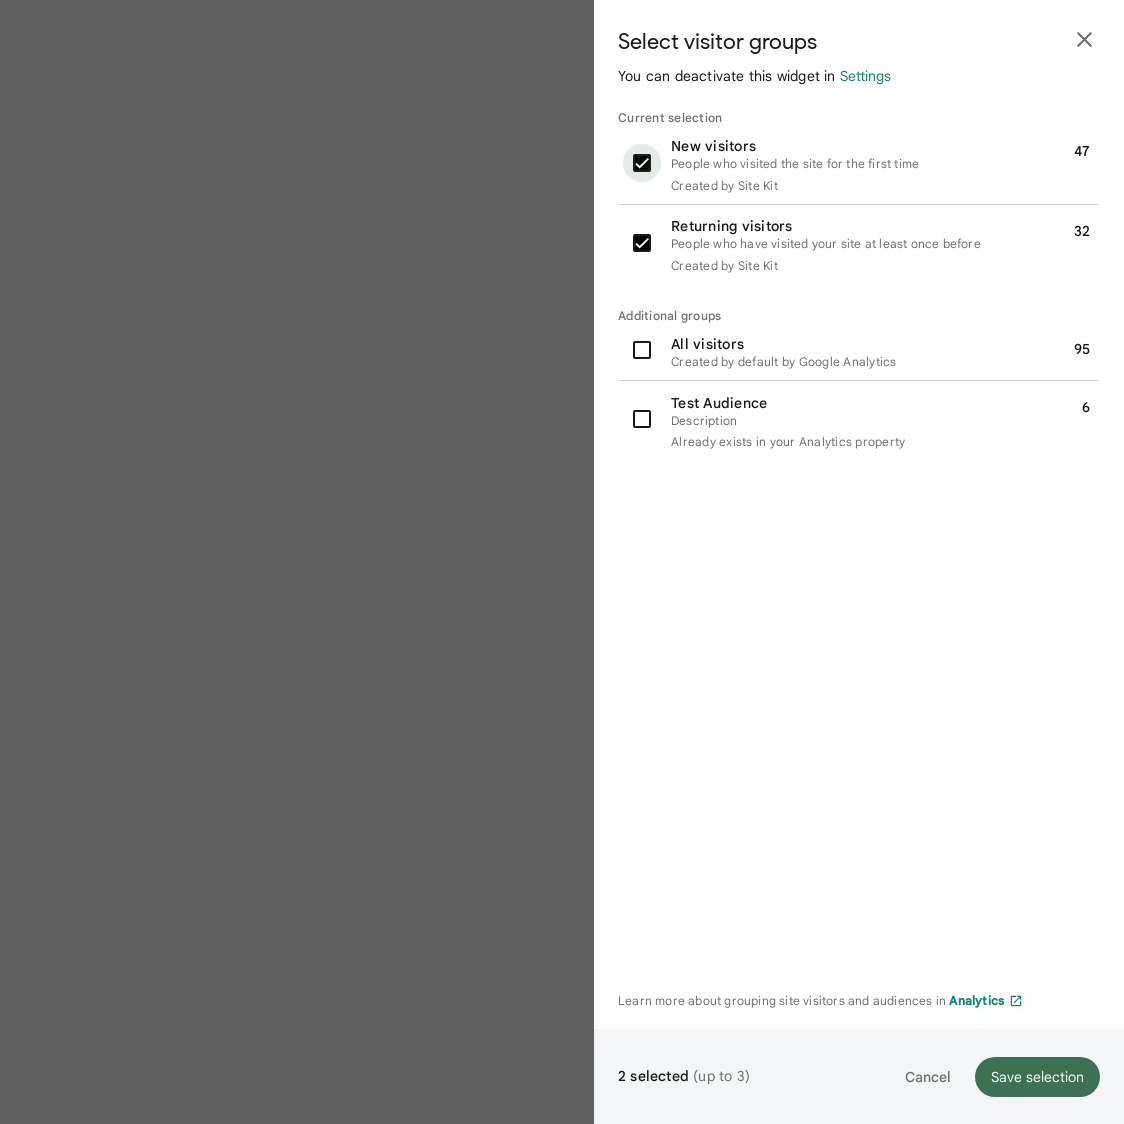 Select visitor groups
You can deactivate this widget in Settings
Current selection
New visitors
47
People who visited the site for the first time
Created by Site Kit
Returning visitors
32
People who have visited your site at least once before
Created by Site Kit
Additional groups
All visitors
95
Created by default by Google Analytics
Test Audience
6
Description
Already exists in your Analytics property
Learn more about grouping site visitors and audiences in Analytics
2 selected (up to 3)
Cancel
Save selection